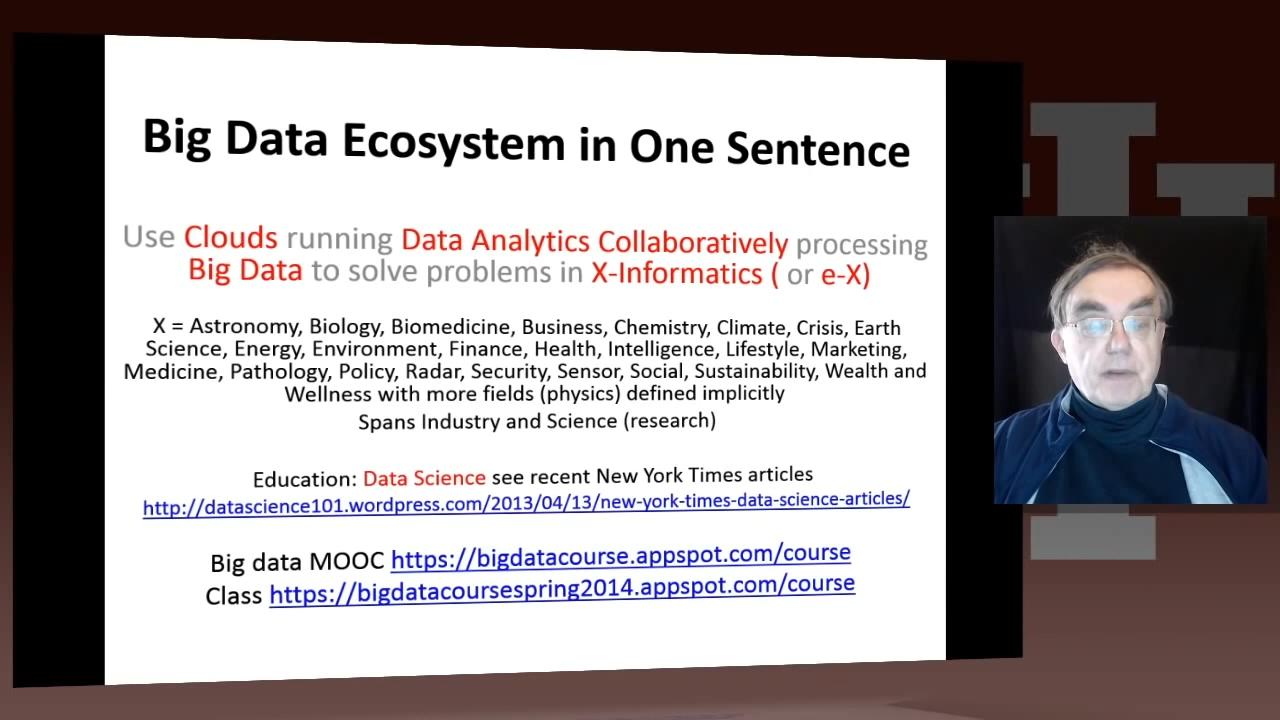 Big Data Ecosystem in One Sentence
Use Clouds running Data Analytics Collaboratively processing
Big Data to solve problems in X-Informatics ( or e-X)
X = Astronomy, Biology, Biomedicine, Business, Chemistry, Climate, Crisis, Earth
Science, Energy, Environment, Finance, Health, Intelligence, Lifestyle, Marketing,
Medicine, Pathology, Policy, Radar, Security, Sensor, Social, Sustainability, Wealth and
Wellness with more fields (physics) defined implicitly
Spans Industry and Science (research)
Education: Data Science see recent New York Times articles
http://datascience101.wordpress.com/2013/04/13/new-york-times-data-science-articles/
Big data MOOC https://bigdatacourse.appspot.com/course
Class https://bigdatacoursespring2014.appspot.com/course